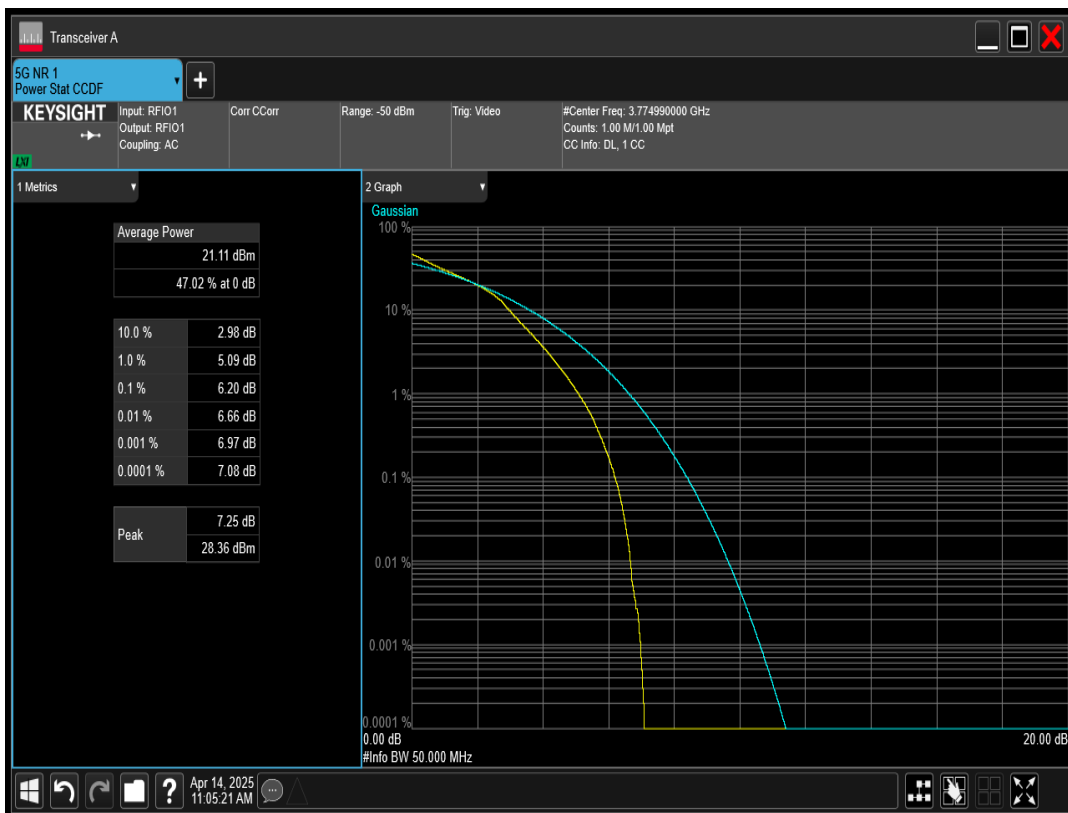 Transceiver A
5G NR 1
Power Stat CCDF
+
KEYSIGHT
LXI
Input: RFIO1
Output: RFIO1
Coupling: AC
Corr CCorr
Range: -50 dBm
Trig: Video
#Center Freq: 3.774990000 GHz
Counts: 1.00 M/1.00 Mpt
CC Info: DL, 1 CC
1 Metrics
Average Power
21.11 dBm
47.02 % at 0 dB
10.0 % 2.98 dB
1.0 % 5.09 dB
0.1 % 6.20 dB
0.01 % 6.66 dB
0.001 % 6.97 dB
0.0001 % 7.08 dB
Peak 7.25 dB
28.36 dBm
2 Graph
Gaussian
100 %
10 %
1 %
0.1 %
0.01 %
0.001 %
0.0001 %
0.00 dB 20.00 dB
#Info BW 50.000 MHz
?
Apr 14, 2025
11:05:21 AM